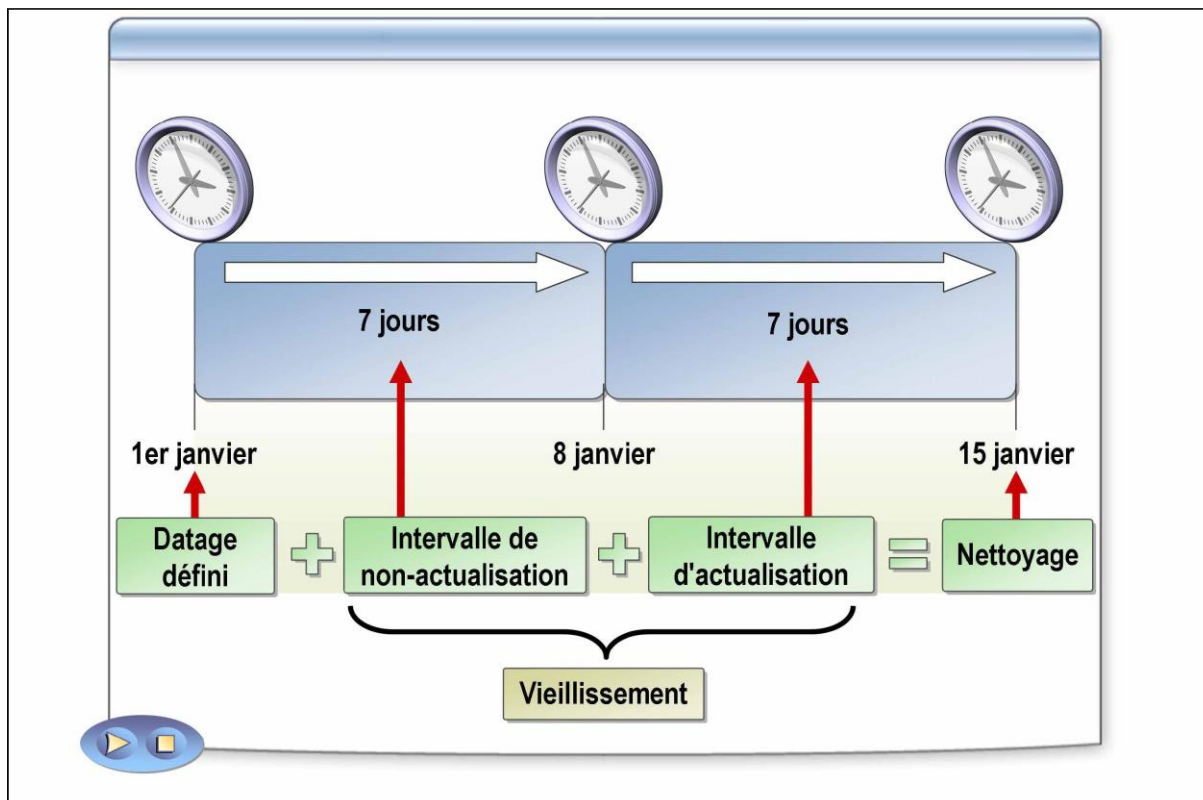 7 jours
7 jours
1er janvier
8 janvier
15 janvier
Datage
défini
Intervalle de
non-actualisation
Intervalle
d'actualisation
Nettoyage
Vieillissement